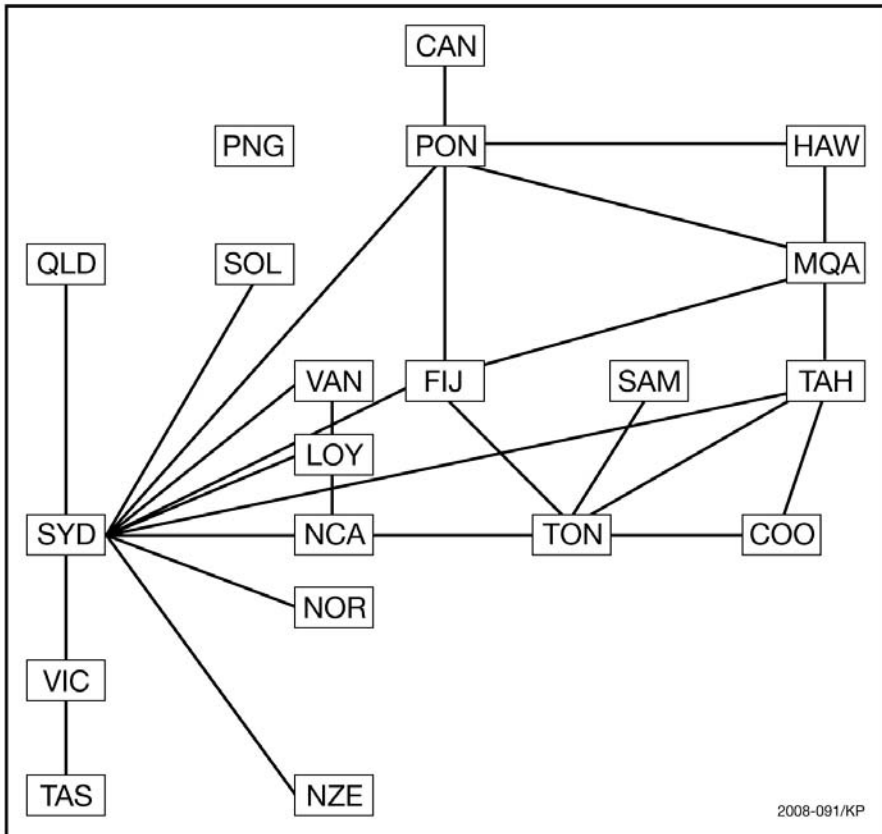 CAN
PNG PON HAW
QLD SOL MQA
VAN FIJ SAM TAH
LOY
SYD NCA TON COO
NOR
VIC
TAS NZE
2008-091/KP